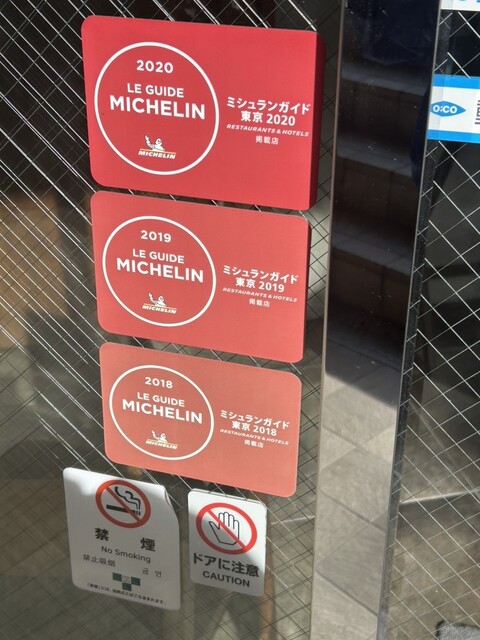 2020
LE GUIDE
MICHELIN
MICHELIN
ミシュランガイド
東京 2020
RESTAURANTS & HOTELS
掲載店
2019
LE GUIDE
MICHELIN
MICHELIN
ミシュランガイド
東京 2019
RESTAURANTS & HOTELS
掲載店
2018
LE GUIDE
MICHELIN
MICHELIN
ミシュランガイド
東京 2018
RESTAURANTS & HOTELS
掲載店
禁煙
No Smoking
禁止吸烟 금연
ドアに注意
CAUTION